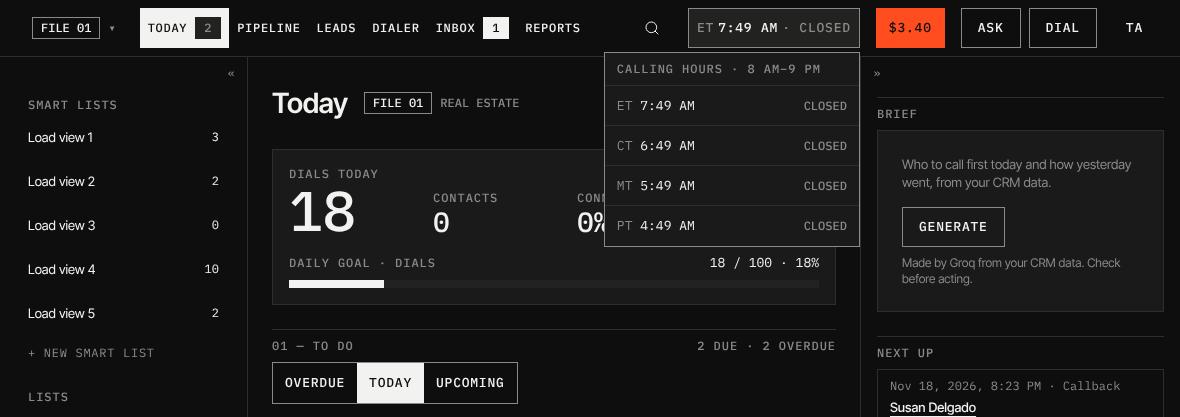 FILE 01 ▾ TODAY 2 PIPELINE LEADS DIALER INBOX 1 REPORTS ET 7:49 AM · CLOSED $3.40 ASK DIAL TA
«
SMART LISTS
Load view 1 3
Load view 2 2
Load view 3 0
Load view 4 10
Load view 5 2
+ NEW SMART LIST
LISTS
Today FILE 01 REAL ESTATE
DIALS TODAY
18
CONTACTS
0
0%
DAILY GOAL · DIALS 18 / 100 · 18%
01 — TO DO 2 DUE · 2 OVERDUE
OVERDUE TODAY UPCOMING
CALLING HOURS · 8 AM–9 PM
ET 7:49 AM CLOSED
CT 6:49 AM CLOSED
MT 5:49 AM CLOSED
PT 4:49 AM CLOSED
»
BRIEF
Who to call first today and how yesterday
went, from your CRM data.
GENERATE
Made by Groq from your CRM data. Check
before acting.
NEXT UP
Nov 18, 2026, 8:23 PM · Callback
Susan Delgado